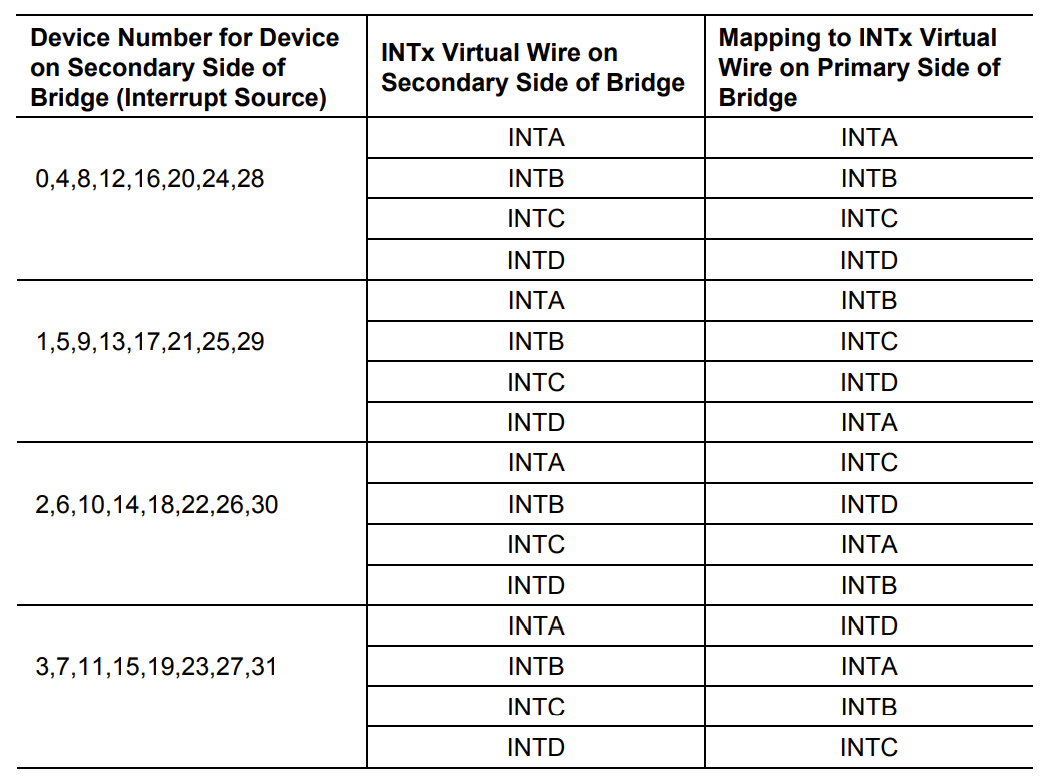 Device Number for Device
on Secondary Side of
Bridge (Interrupt Source)
INTx Virtual Wire on
Secondary Side of Bridge
Mapping to INTx Virtual
Wire on Primary Side of
Bridge
0,4,8,12,16,20,24,28
INTA INTA
INTB INTB
INTC INTC
INTD INTD
1,5,9,13,17,21,25,29
INTA INTB
INTB INTC
INTC INTD
INTD INTA
2,6,10,14,18,22,26,30
INTA INTC
INTB INTD
INTC INTA
INTD INTB
3,7,11,15,19,23,27,31
INTA INTD
INTB INTA
INTC INTB
INTD INTC